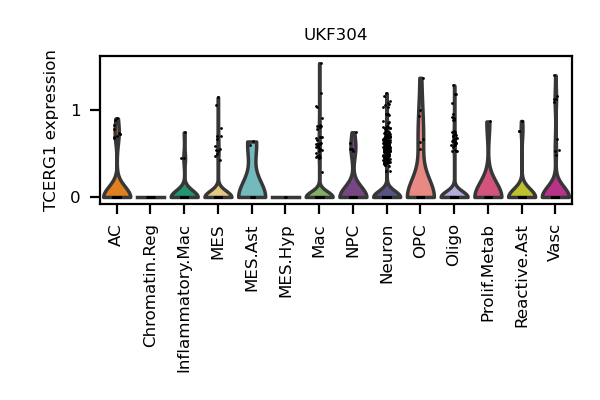 UKF304
TCERG1 expression
1
0
AC
Chromatin.Reg
Inflammatory.Mac
MES
MES.Ast
MES.Hyp
Mac
NPC
Neuron
OPC
Oligo
Prolif.Metab
Reactive.Ast
Vasc